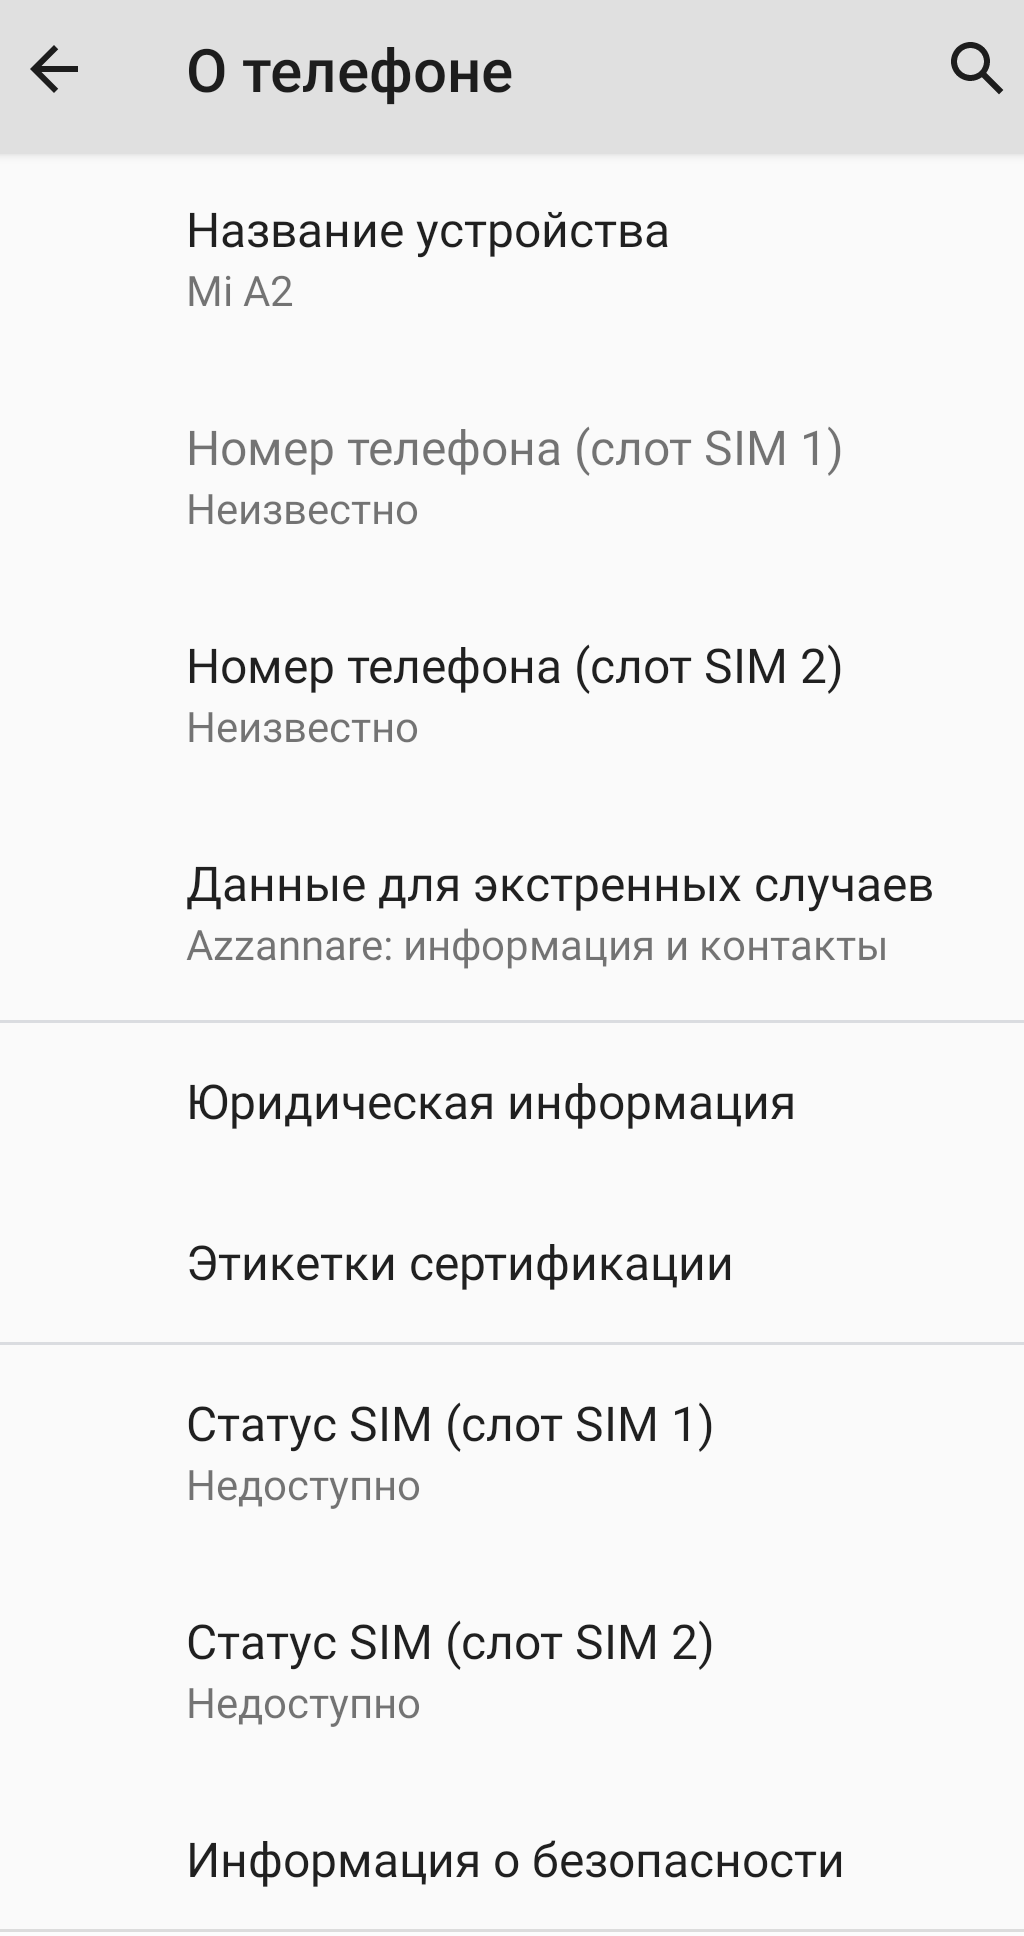 О телефоне
Название устройства
Mi A2
Номер телефона (слот SIM 1)
Неизвестно
Номер телефона (слот SIM 2)
Неизвестно
Данные для экстренных случаев
Azzannare: информация и контакты
Юридическая информация
Этикетки сертификации
Статус SIM (слот SIM 1)
Недоступно
Статус SIM (слот SIM 2)
Недоступно
Информация о безопасности